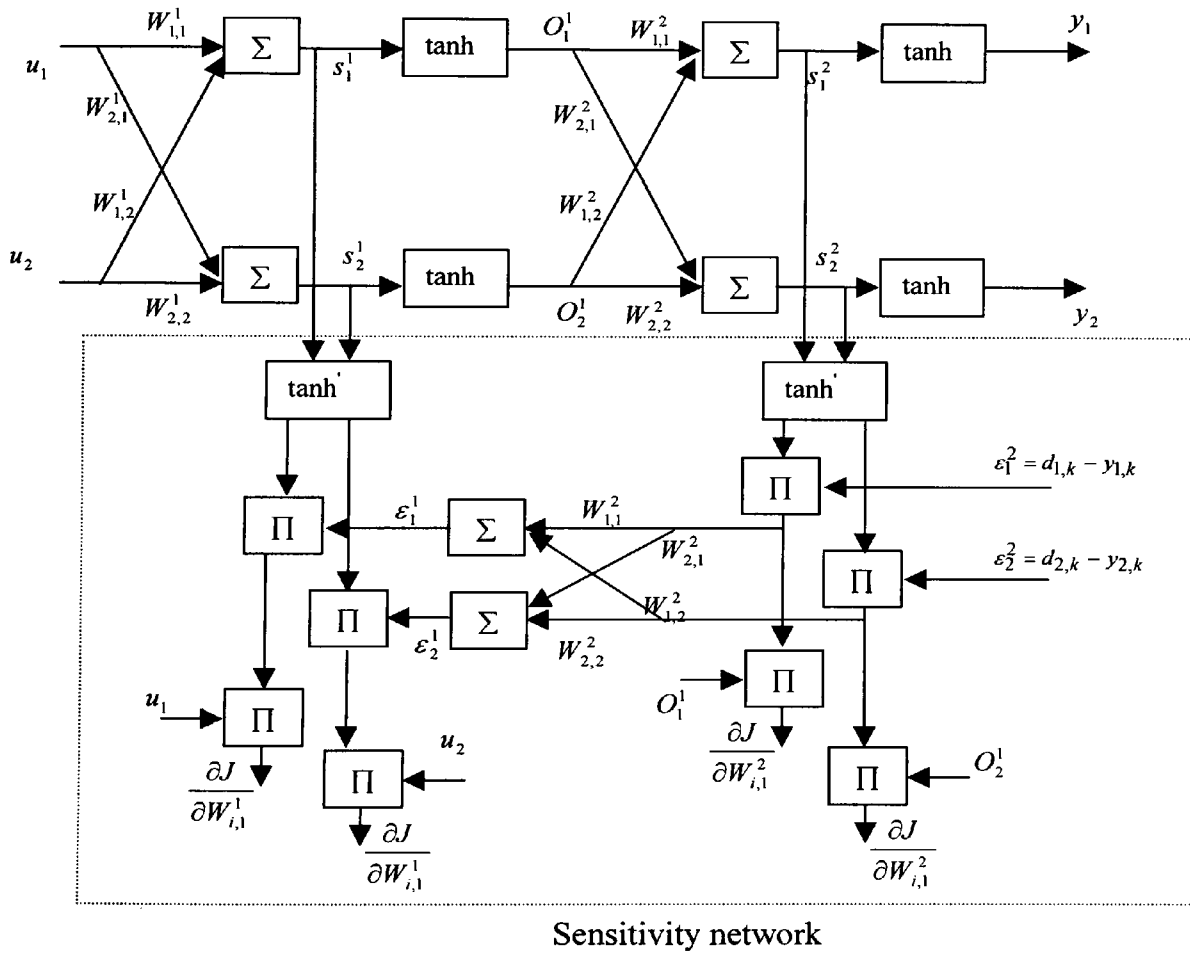 W^1_{1,1} Σ tanh O^1_1 W^2_{1,1} Σ tanh y_1
u_1 s^1_1 s^2_1
W^1_{2,1} W^2_{2,1}
W^1_{1,2} W^2_{1,2}
u_2 Σ s^1_2 tanh Σ s^2_2 tanh
W^1_{2,2} O^1_2 W^2_{2,2} y_2
tanh' tanh'
Π ε^2_1 = d_{1,k} − y_{1,k}
Π ε^1_1 Σ W^2_{1,1}
W^2_{2,1} Π ε^2_2 = d_{2,k} − y_{2,k}
Π ε^1_2 Σ W^2_{2,2} W^2_{1,2}
u_1 Π O^1_1 Π
∂J/∂W^1_{i,1} Π u_2 ∂J/∂W^2_{i,1} Π O^1_2
∂J/∂W^1_{i,1} ∂J/∂W^2_{i,1}
Sensitivity network